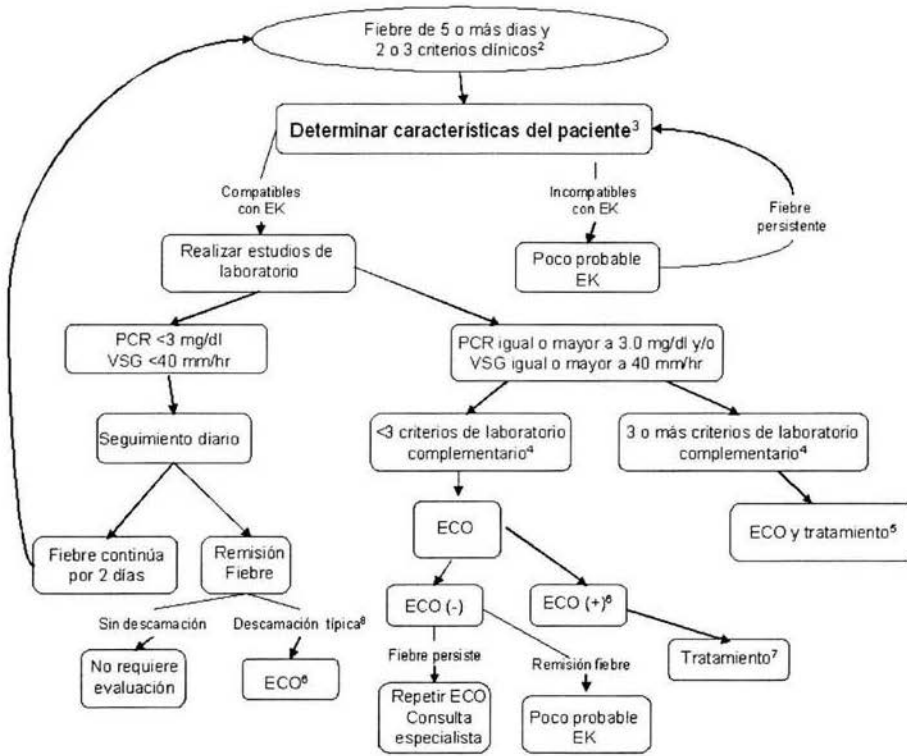 Fiebre de 5 o más dias y
2 o 3 criterios clínicos²
Determinar características del paciente³
Compatibles
con EK
Incompatibles
con EK
Fiebre
persistente
Realizar estudios de
laboratorio
Poco probable
EK
PCR <3 mg/dl
VSG <40 mm/hr
PCR igual o mayor a 3.0 mg/dl y/o
VSG igual o mayor a 40 mm/hr
Seguimiento diario
<3 criterios de laboratorio
complementario⁴
3 o más criterios de laboratorio
complementario⁴
Fiebre continúa
por 2 días
Remisión
Fiebre
ECO
ECO y tratamiento⁵
Sin descamación
Descamación típica⁸
ECO (-)
ECO (+)⁶
No requiere
evaluación
ECO⁶
Fiebre persiste
Remisión fiebre
Tratamiento⁷
Repetir ECO
Consulta
especialista
Poco probable
EK